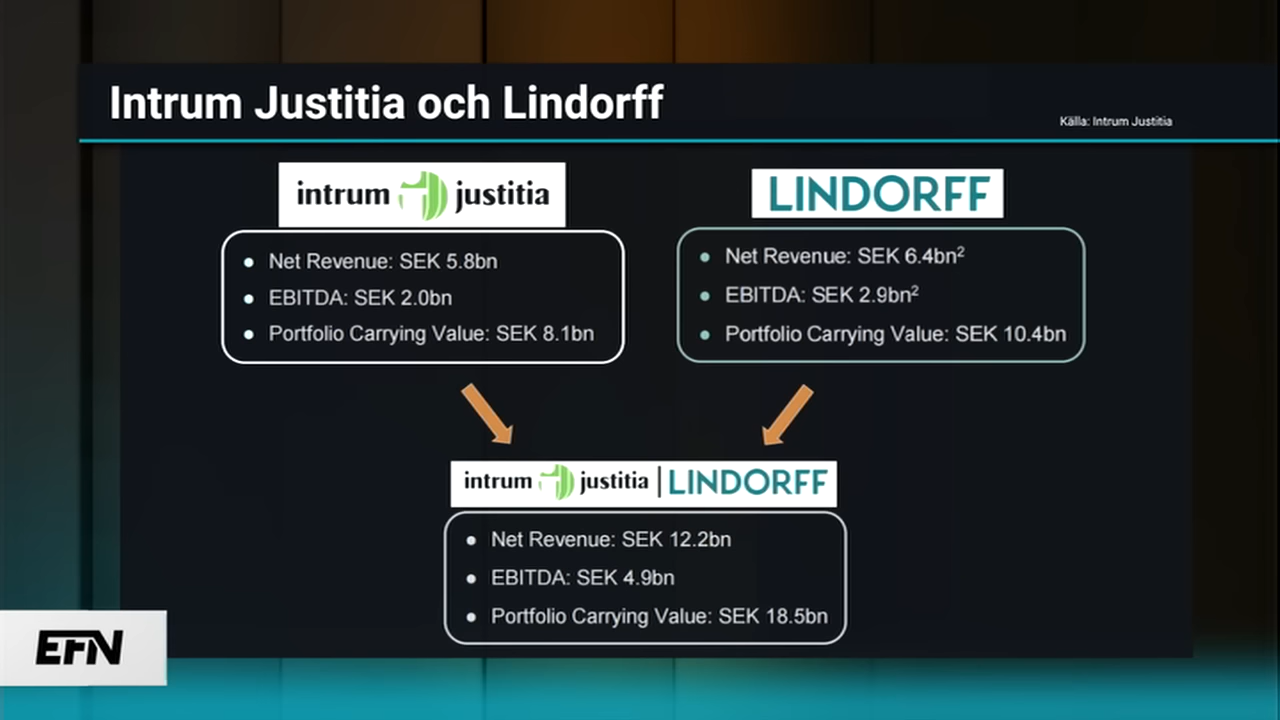 Intrum Justitia och Lindorff
Källa: Intrum Justitia
intrum justitia
• Net Revenue: SEK 5.8bn
• EBITDA: SEK 2.0bn
• Portfolio Carrying Value: SEK 8.1bn
LINDORFF
• Net Revenue: SEK 6.4bn²
• EBITDA: SEK 2.9bn²
• Portfolio Carrying Value: SEK 10.4bn
intrum justitia | LINDORFF
• Net Revenue: SEK 12.2bn
• EBITDA: SEK 4.9bn
• Portfolio Carrying Value: SEK 18.5bn
EFN